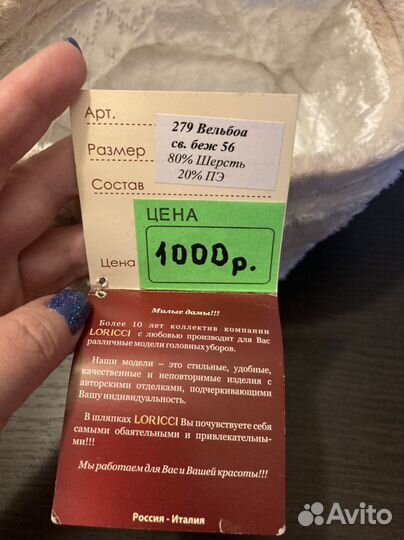 Арт.
279 Вельбоа
св. беж 56
Размер
80% Шерсть
20% ПЭ
Состав
ЦЕНА
Цена
1000 р.
Милые дамы!!!
Более 10 лет коллектив компании
LORICCI с любовью производит для Вас
различные модели головных уборов.
Наши модели – это стильные, удобные,
качественные и неповторимые изделия с
авторскими отделками, подчеркивающими
Вашу индивидуальность.
В шляпках LORICCI Вы почувствуете себя
самыми обаятельными и привлекательны-
ми!!!
Мы работаем для Вас и Вашей красоты!!!
Россия - Италия
Avito